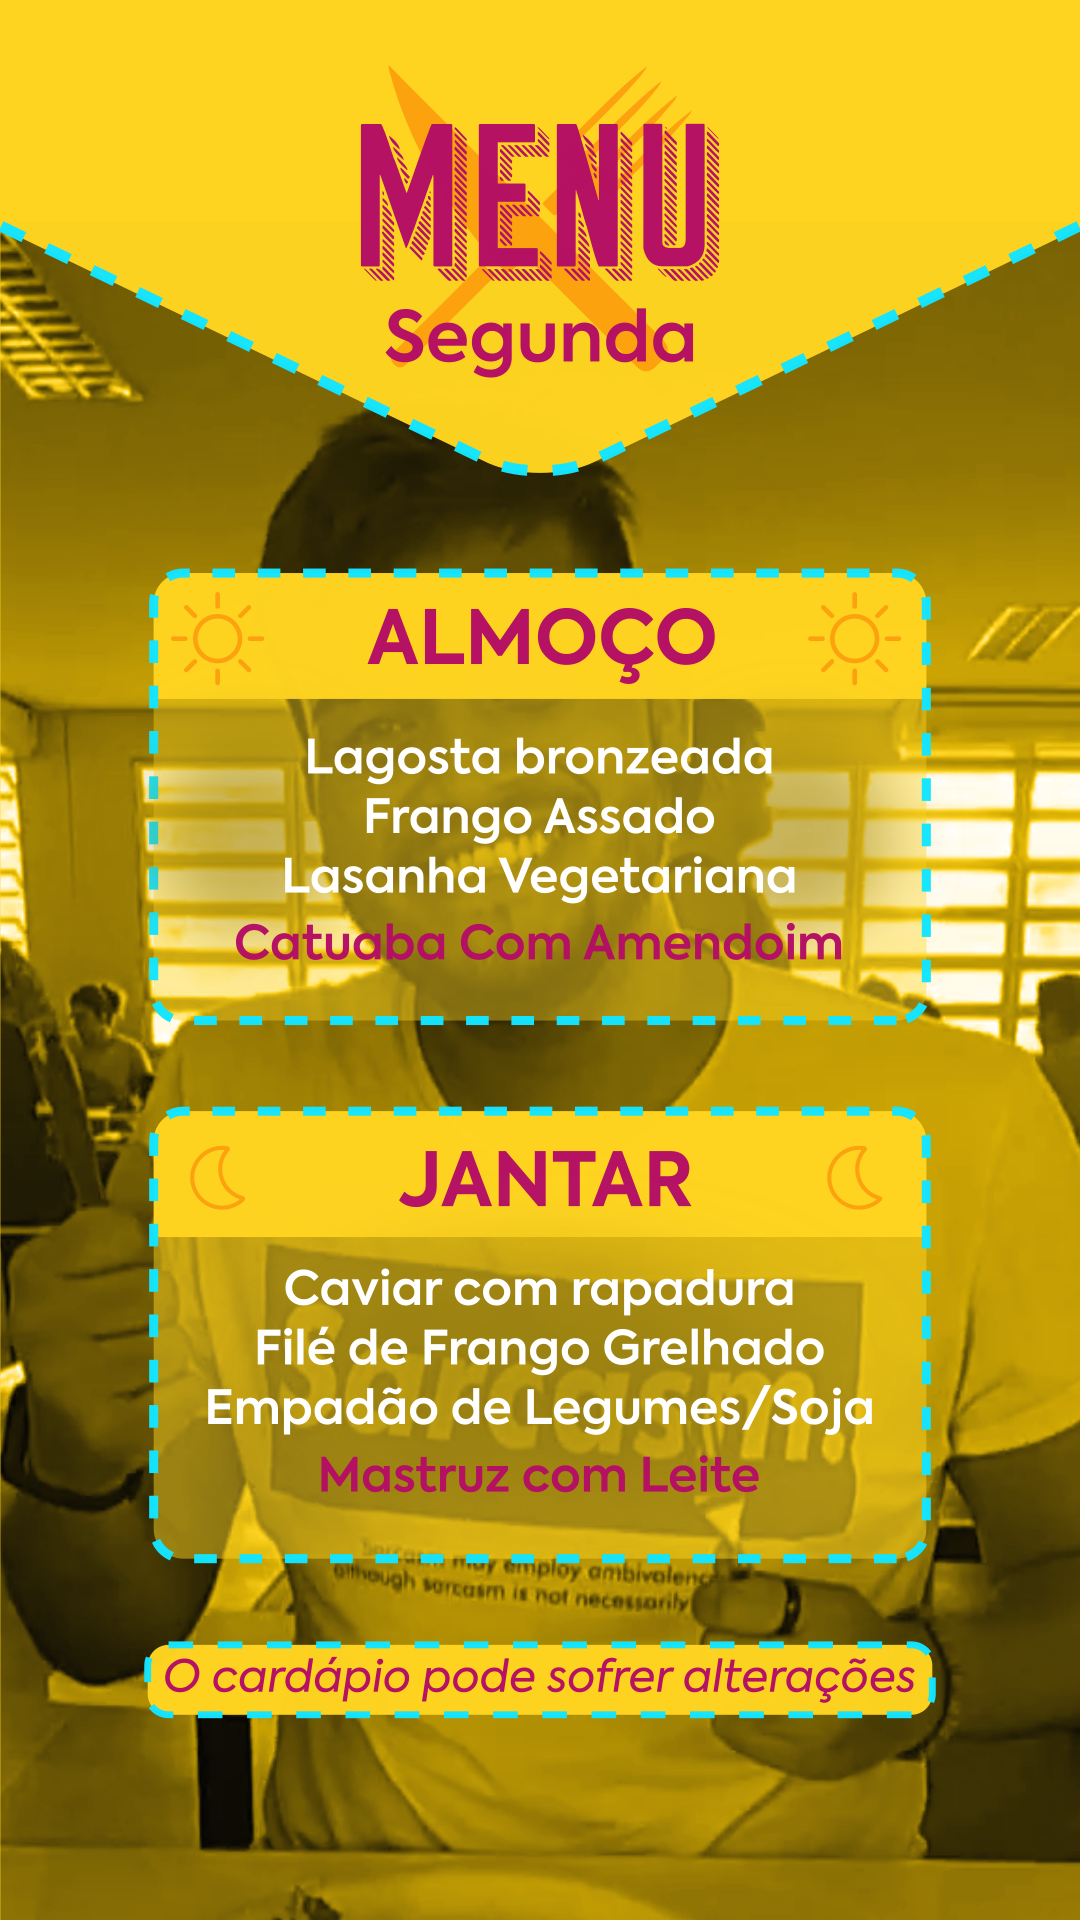 MENU
Segunda
ALMOÇO
Lagosta bronzeada
Frango Assado
Lasanha Vegetariana
Catuaba Com Amendoim
JANTAR
Caviar com rapadura
Filé de Frango Grelhado
Empadão de Legumes/Soja
Mastruz com Leite
Sarcasm.
Sarcasm may employ ambivalence
although sarcasm is not necessarily
O cardápio pode sofrer alterações